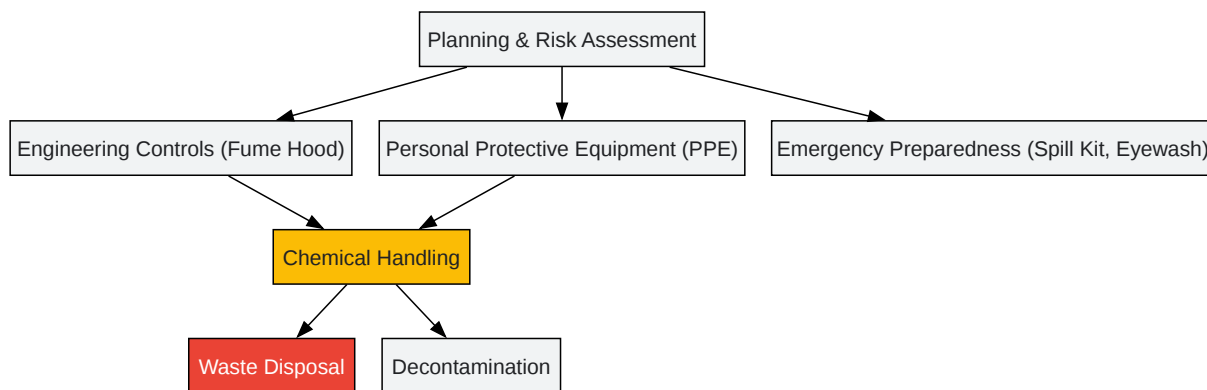 Planning & Risk Assessment
Engineering Controls (Fume Hood)
Personal Protective Equipment (PPE)
Emergency Preparedness (Spill Kit, Eyewash)
Chemical Handling
Waste Disposal
Decontamination